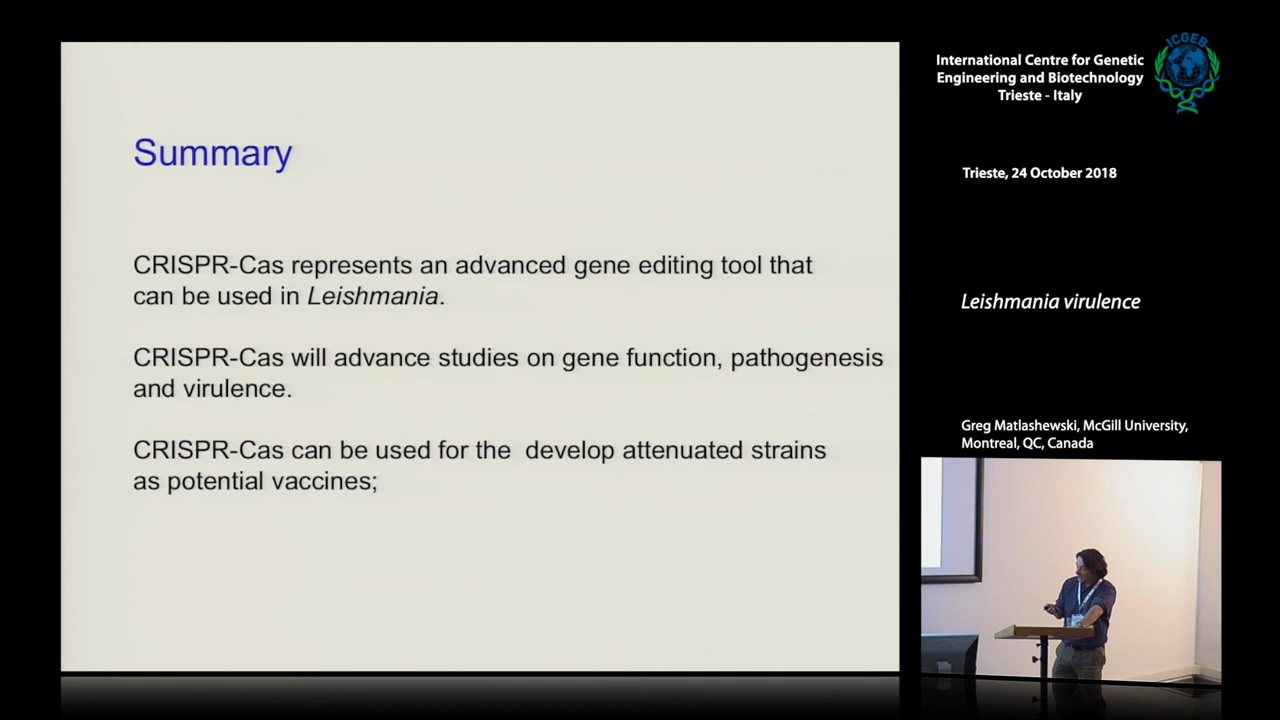 Summary
CRISPR-Cas represents an advanced gene editing tool that
can be used in Leishmania.
CRISPR-Cas will advance studies on gene function, pathogenesis
and virulence.
CRISPR-Cas can be used for the  develop attenuated strains
as potential vaccines;
International Centre for Genetic
Engineering and Biotechnology
Trieste - Italy
ICGEB
Trieste, 24 October 2018
Leishmania virulence
Greg Matlashewski, McGill University,
Montreal, QC, Canada